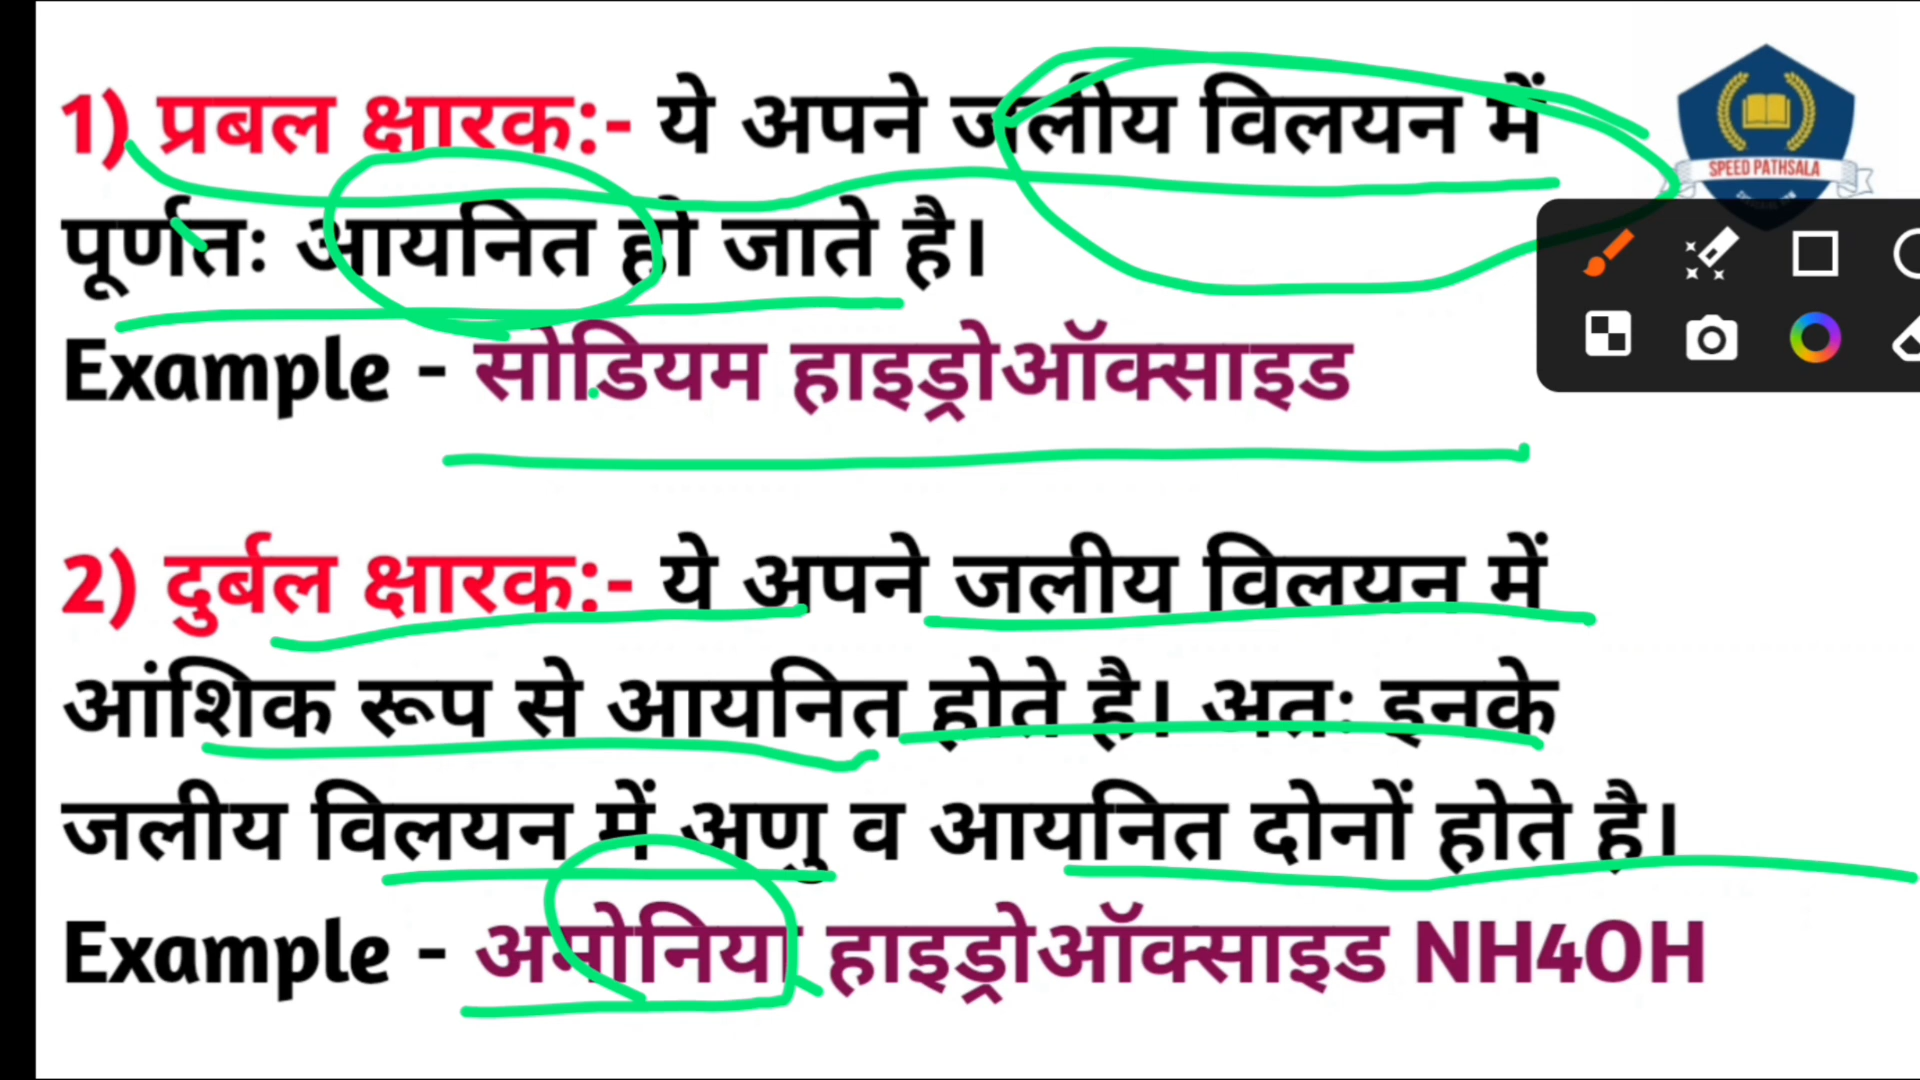 1) प्रबल क्षारक:- ये अपने जलीय विलयन में
पूर्णतः आयनित हो जाते है।
Example - सोडियम हाइड्रोऑक्साइड
2) दुर्बल क्षारक:- ये अपने जलीय विलयन में
आंशिक रूप से आयनित होते है। अतः इनके
जलीय विलयन में अणु व आयनित दोनों होते है।
Example - अमोनिया हाइड्रोऑक्साइड NH4OH
SPEED PATHSALA